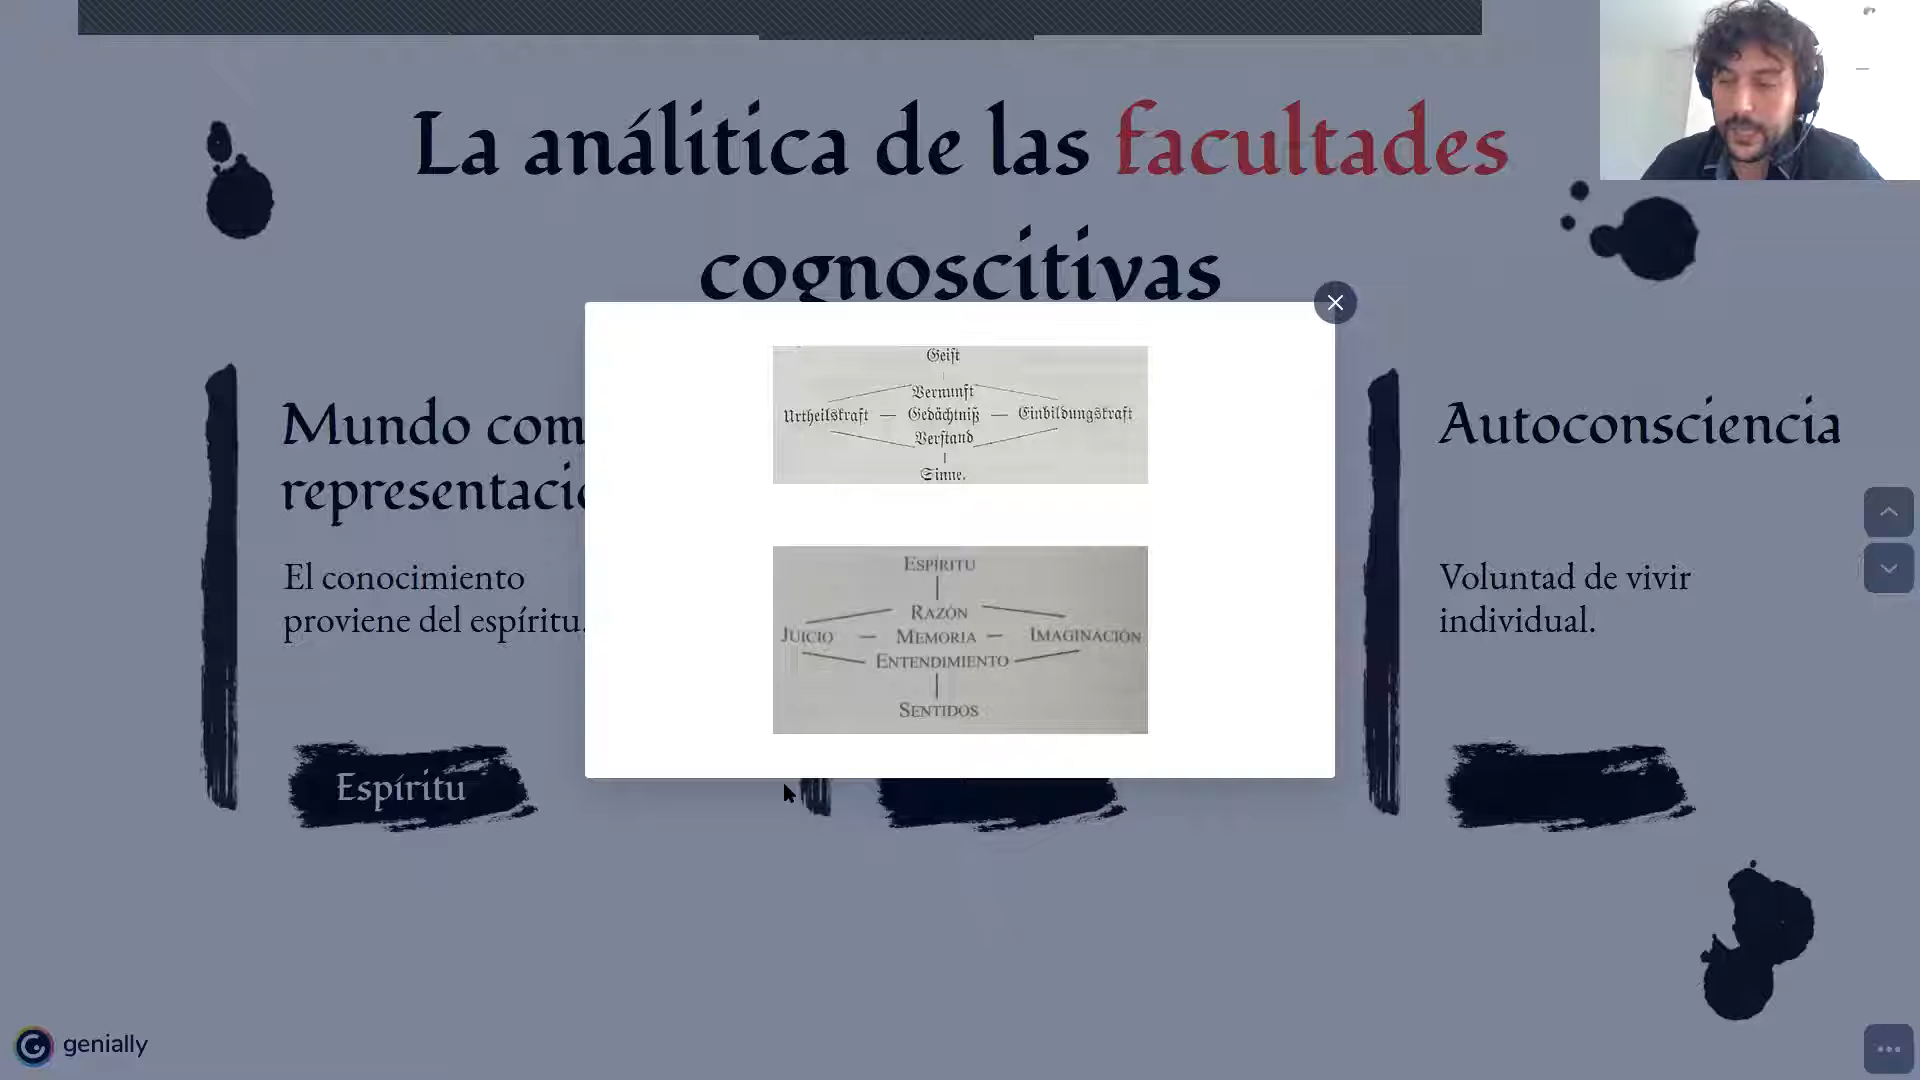 La análitica de las facultades
cognoscitivas
Mundo com
representaci
El conocimiento
proviene del espíritu.
Espíritu
Geiſt
Vernunft
Urtheilskraft — Gedächtniß — Einbildungskraft
Verſtand
Sinne.
ESPÍRITU
RAZÓN
JUICIO — MEMORIA — IMAGINACIÓN
ENTENDIMIENTO
SENTIDOS
Autoconsciencia
Voluntad de vivir
individual.
genially